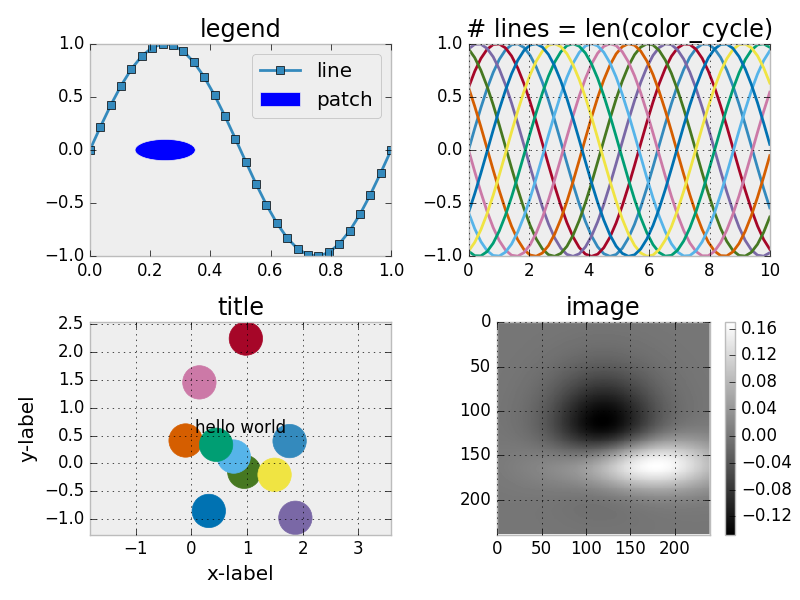 legend
1.0
0.5
0.0
−0.5
−1.0
0.0 0.2 0.4 0.6 0.8 1.0
line
patch
# lines = len(color_cycle)
1.0
0.5
0.0
−0.5
−1.0
0 2 4 6 8 10
title
2.5
2.0
1.5
1.0
0.5
0.0
−0.5
−1.0
y-label
hello world
−1 0 1 2 3
x-label
image
0
50
100
150
200
0 50 100 150 200
0.16
0.12
0.08
0.04
0.00
−0.04
−0.08
−0.12